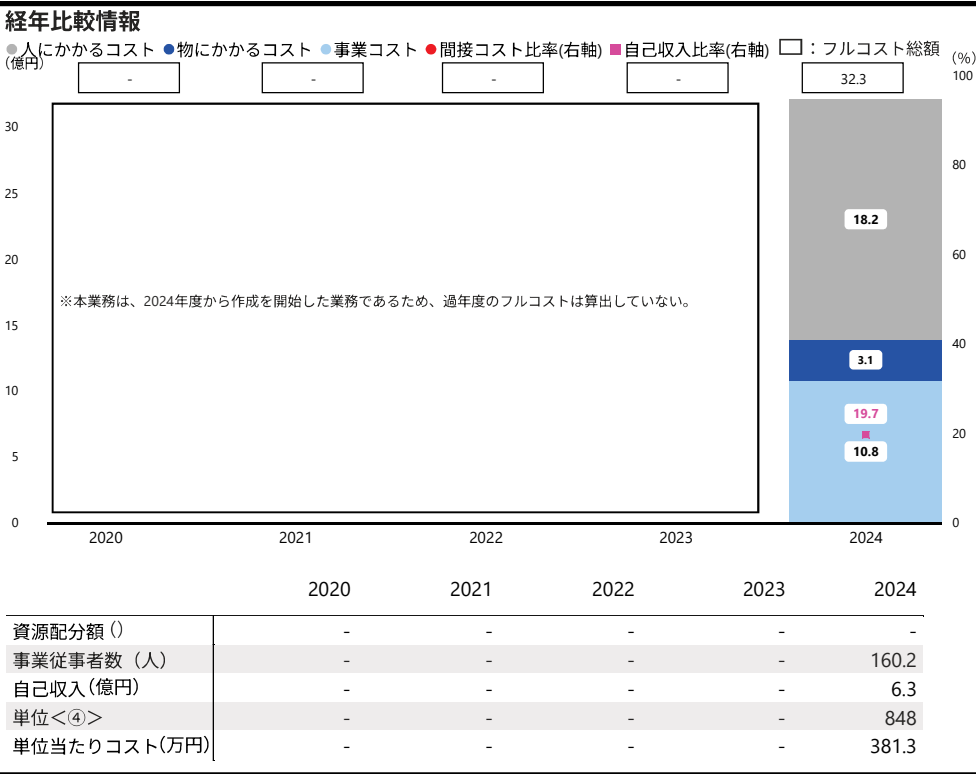 経年比較情報
●人にかかるコスト ●物にかかるコスト ●事業コスト ●間接コスト比率(右軸) ■自己収入比率(右軸) □：フルコスト総額
(億円) (%)
- - - - 32.3
100
30
80
25
18.2
60
20
※本業務は、2024年度から作成を開始した業務であるため、過年度のフルコストは算出していない。
15
40
3.1
10
19.7
20
10.8
5
0 0
2020 2021 2022 2023 2024
2020 2021 2022 2023 2024
資源配分額 () - - - - -
事業従事者数（人） - - - - 160.2
自己収入(億円) - - - - 6.3
単位＜④＞ - - - - 848
単位当たりコスト(万円) - - - - 381.3